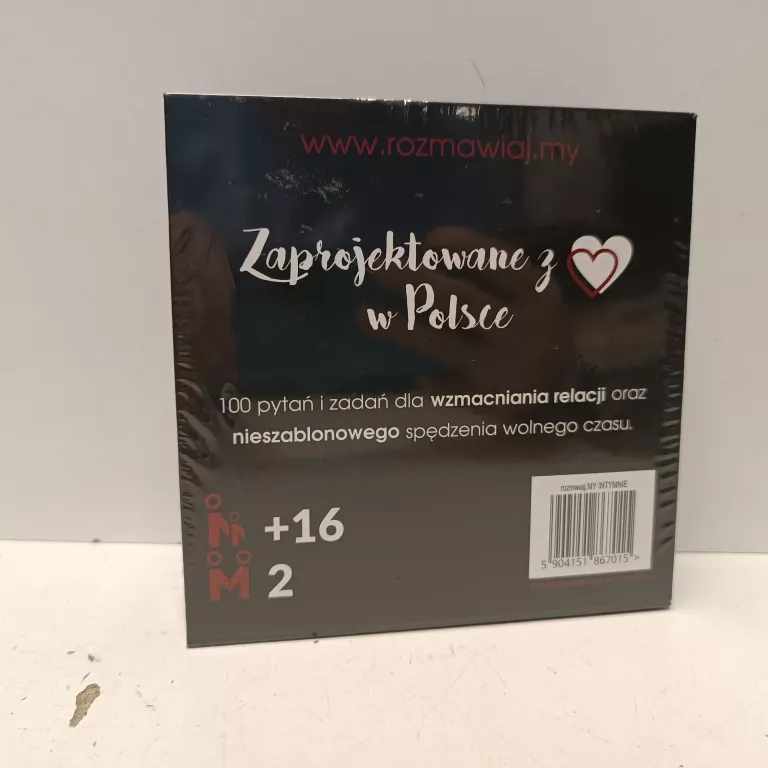 www.rozmawiaj.my
Zaprojektowane z
w Polsce
100 pytań i zadań dla wzmacniania relacji oraz
nieszablonowego spędzenia wolnego czasu.
rozmwiaj.MY INTYMNIE
5 904151 867015 >
+16
2